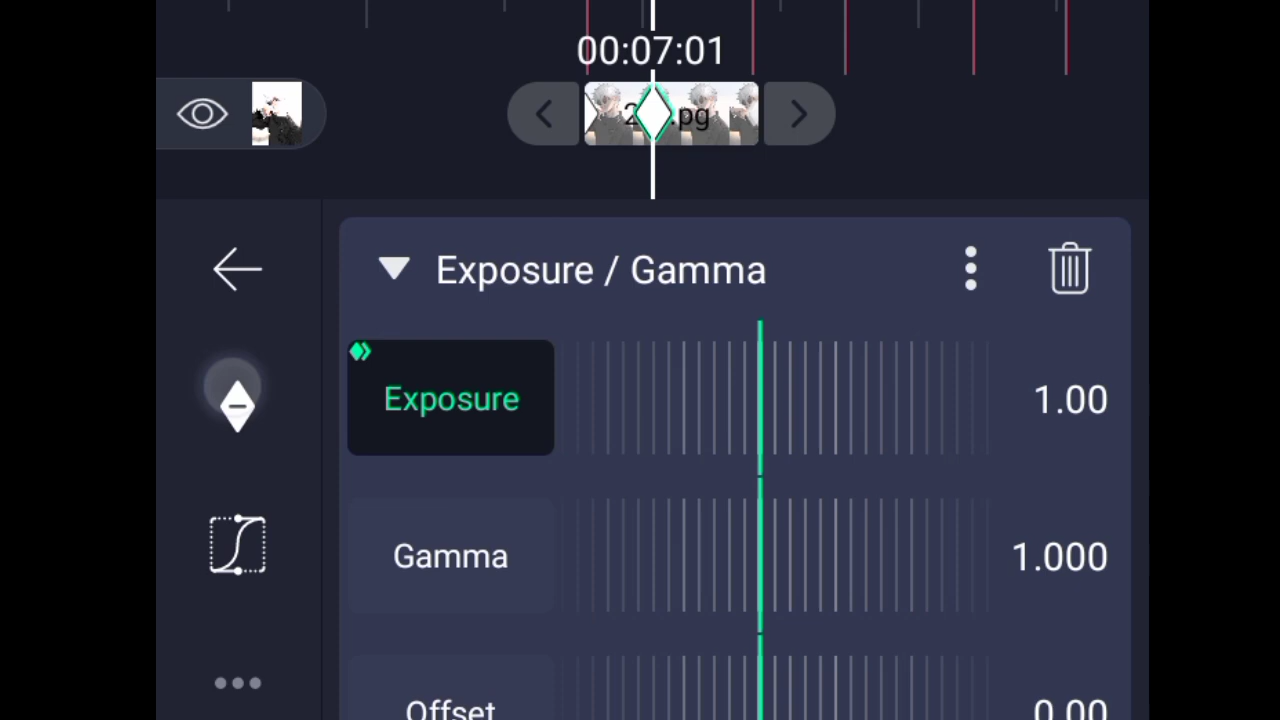 00:07:01
Exposure / Gamma
Exposure
1.00
Gamma
1.000
Offset
0.00